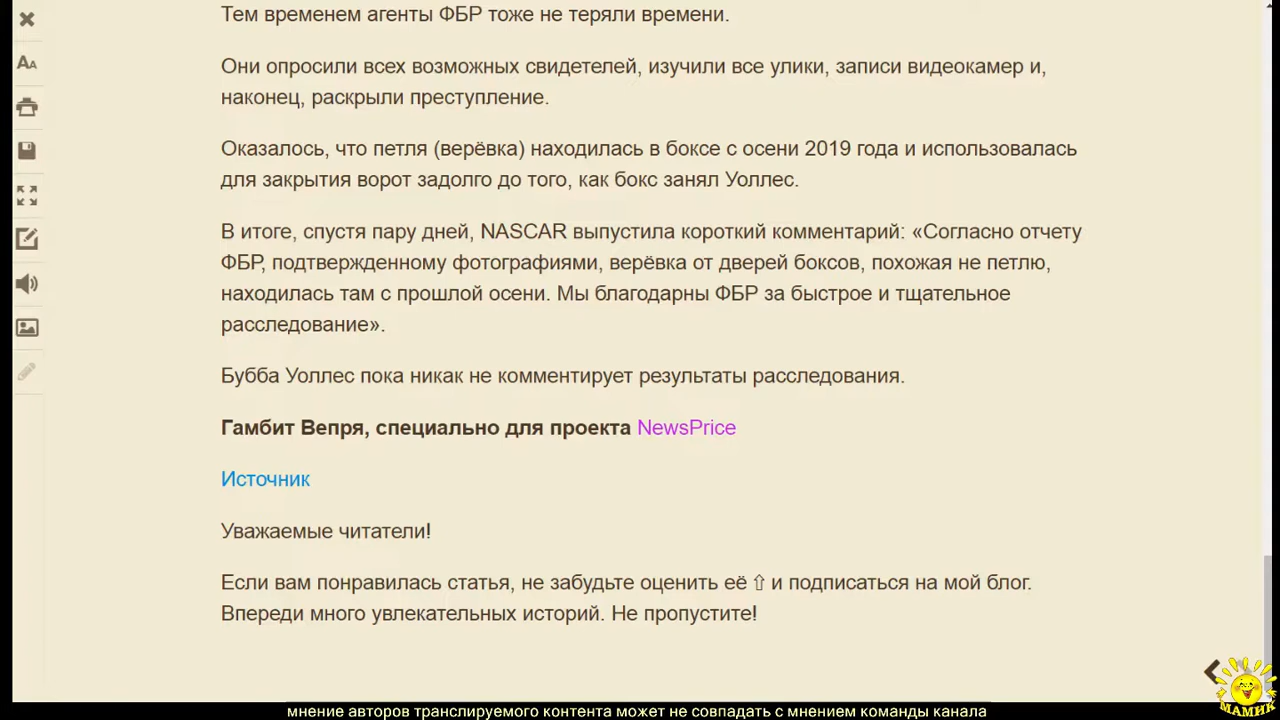 Тем временем агенты ФБР тоже не теряли времени.
Они опросили всех возможных свидетелей, изучили все улики, записи видеокамер и,
наконец, раскрыли преступление.
Оказалось, что петля (верёвка) находилась в боксе с осени 2019 года и использовалась
для закрытия ворот задолго до того, как бокс занял Уоллес.
В итоге, спустя пару дней, NASCAR выпустила короткий комментарий: «Согласно отчету
ФБР, подтвержденному фотографиями, верёвка от дверей боксов, похожая не петлю,
находилась там с прошлой осени. Мы благодарны ФБР за быстрое и тщательное
расследование».
Бубба Уоллес пока никак не комментирует результаты расследования.
Гамбит Вепря, специально для проекта NewsPrice
Источник
Уважаемые читатели!
Если вам понравилась статья, не забудьте оценить её ⇧ и подписаться на мой блог.
Впереди много увлекательных историй. Не пропустите!
МАМИК
мнение авторов транслируемого контента может не совпадать с мнением команды канала